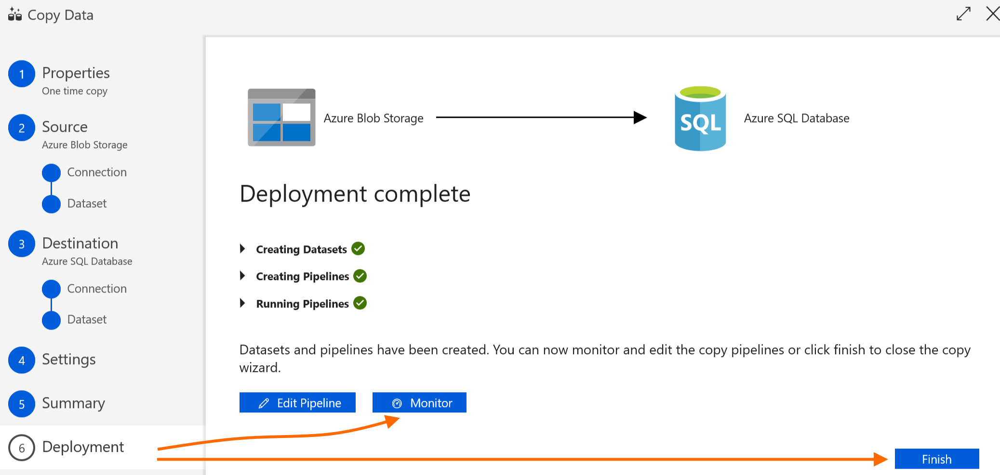 Copy Data
1 Properties
One time copy
2 Source
Azure Blob Storage
Connection
Dataset
3 Destination
Azure SQL Database
Connection
Dataset
4 Settings
5 Summary
6 Deployment
Azure Blob Storage
SQL
Azure SQL Database
Deployment complete
Creating Datasets
Creating Pipelines
Running Pipelines
Datasets and pipelines have been created. You can now monitor and edit the copy pipelines or click finish to close the copy
wizard.
Edit Pipeline
Monitor
Finish